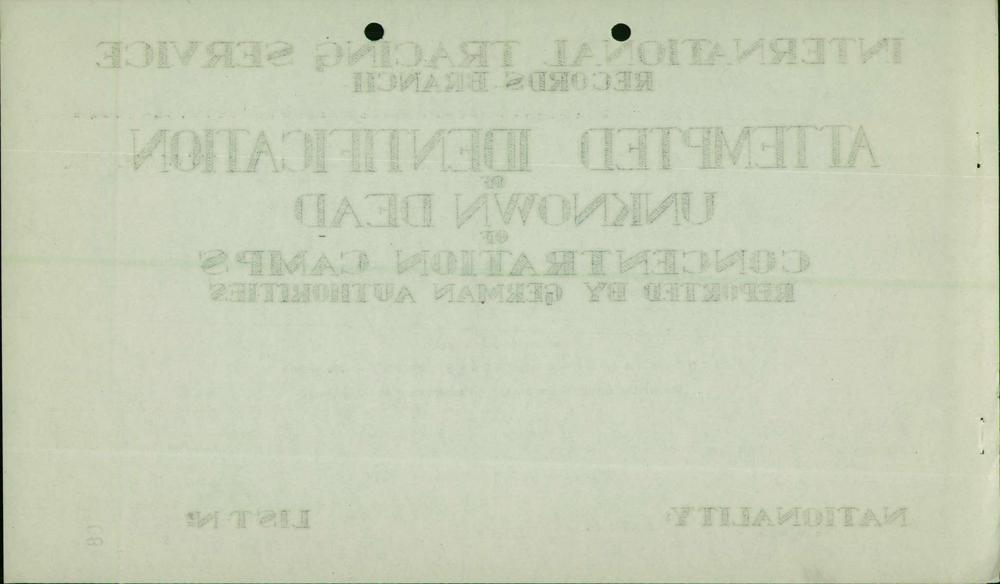 INTERNATIONAL TRACING SERVICE
RECORDS BRANCH
ATTEMPTED IDENTIFICATION
OF
UNKNOWN DEAD
OF
CONCENTRATION CAMPS
REPORTED BY GERMAN AUTHORITIES
NATIONALITY: LIST Nº